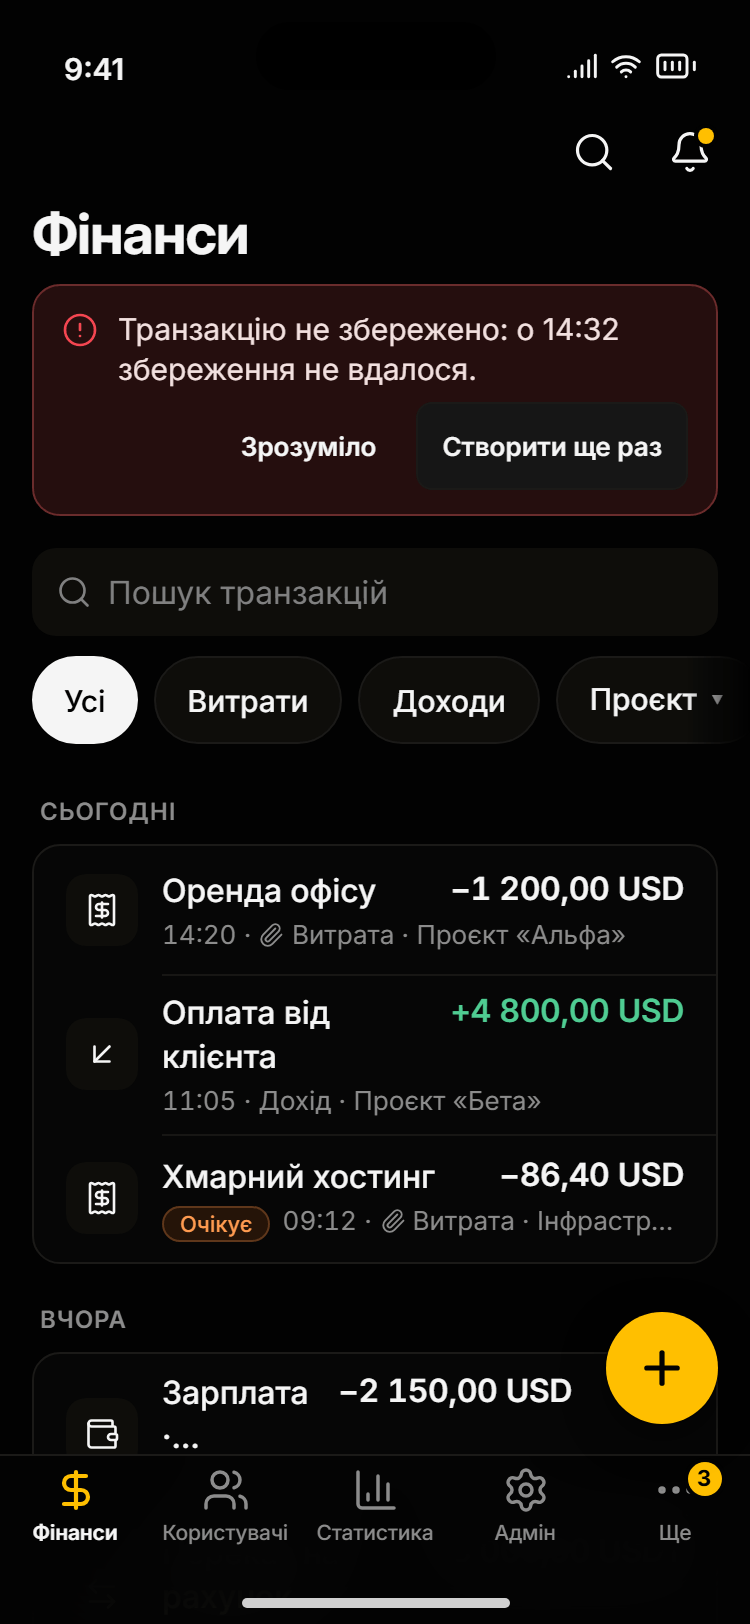 9:41
Фінанси
Транзакцію не збережено: о 14:32
збереження не вдалося.
Зрозуміло
Створити ще раз
Пошук транзакцій
Усі
Витрати
Доходи
Проєкт ▼
СЬОГОДНІ
Оренда офісу −1 200,00 USD
14:20 · Витрата · Проєкт «Альфа»
Оплата від +4 800,00 USD
клієнта
11:05 · Дохід · Проєкт «Бета»
Хмарний хостинг −86,40 USD
Очікує 09:12 · Витрата · Інфрастр...
ВЧОРА
Зарплата −2 150,00 USD
·...
3
Фінанси
Користувачі
Статистика
Адмін
Ще